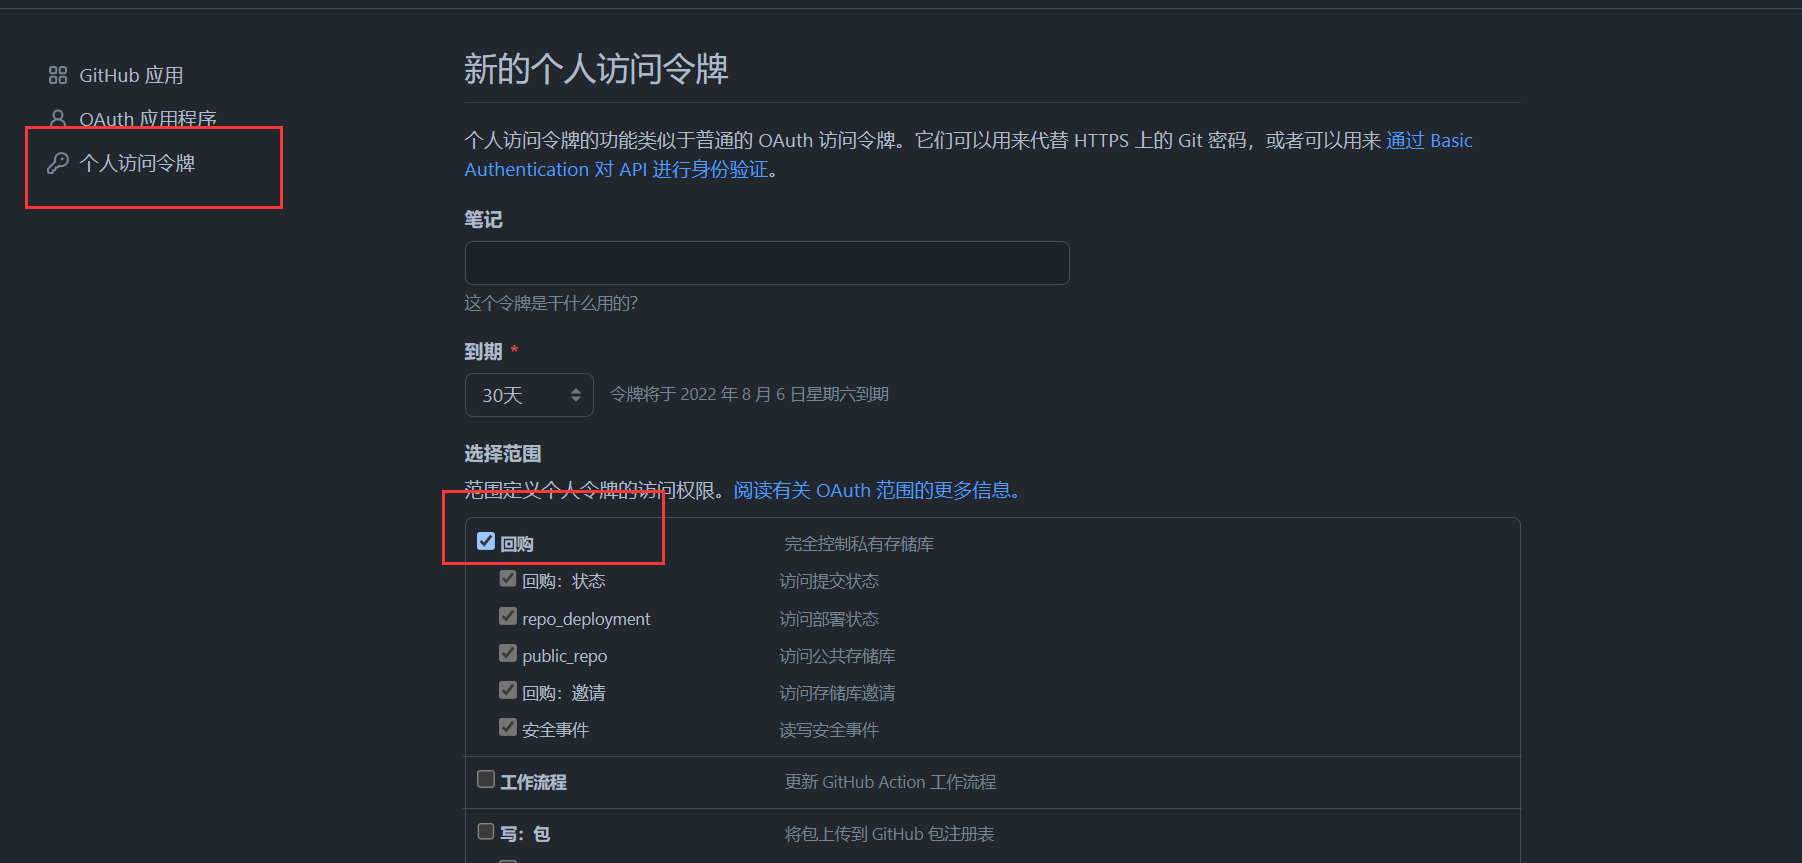 GitHub 应用
OAuth 应用程序
个人访问令牌
新的个人访问令牌
个人访问令牌的功能类似于普通的 OAuth 访问令牌。它们可以用来代替 HTTPS 上的 Git 密码，或者可以用来 通过 Basic
Authentication 对 API 进行身份验证。
笔记
这个令牌是干什么用的？
到期 *
30天
令牌将于 2022 年 8 月 6 日星期六到期
选择范围
范围定义个人令牌的访问权限。阅读有关 OAuth 范围的更多信息。
回购 完全控制私有存储库
回购：状态 访问提交状态
repo_deployment 访问部署状态
public_repo 访问公共存储库
回购：邀请 访问存储库邀请
安全事件 读写安全事件
工作流程 更新 GitHub Action 工作流程
写：包 将包上传到 GitHub 包注册表